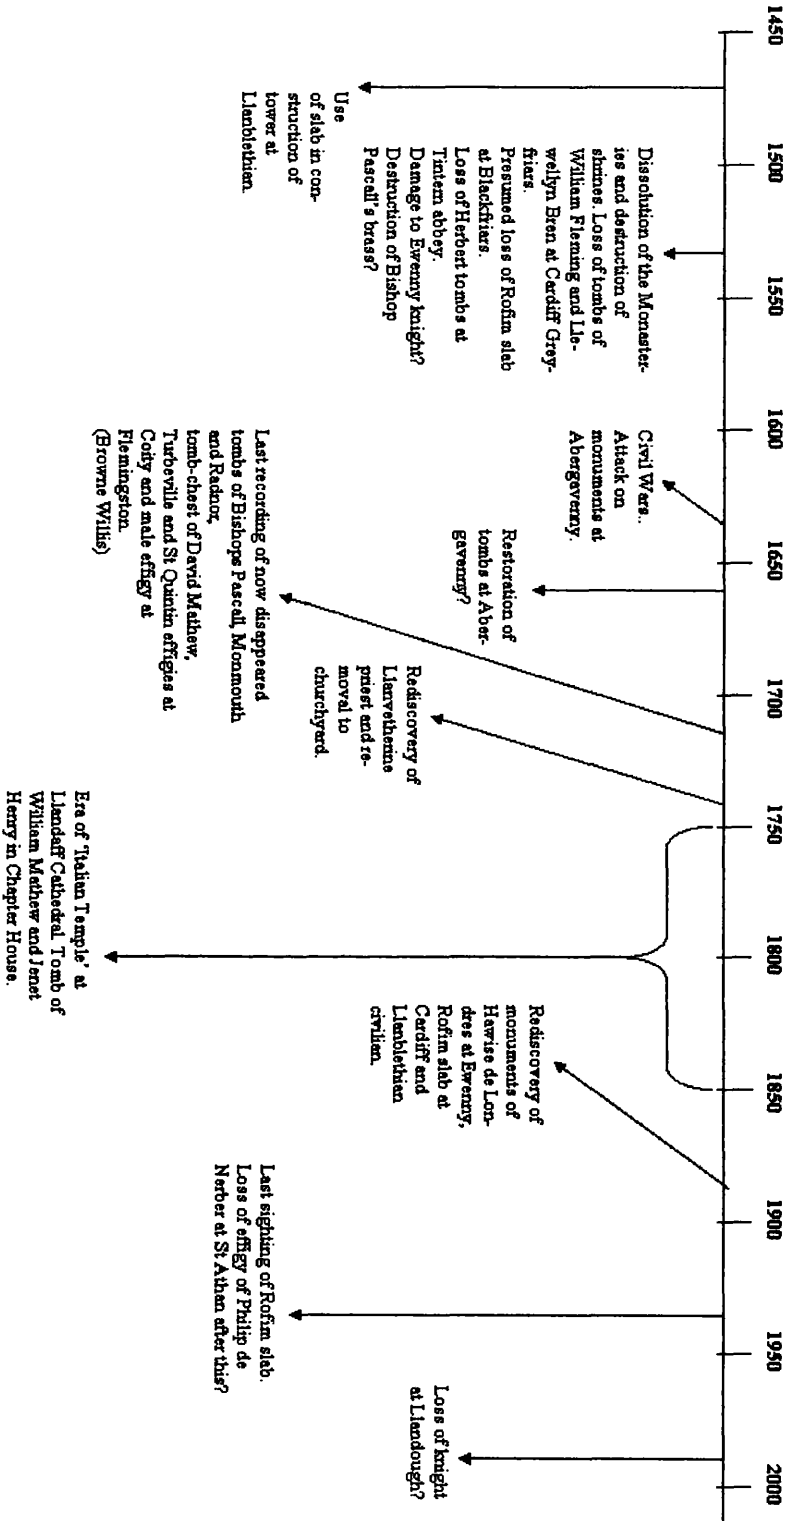 1450
1500
1550
1600
1650
1700
1750
1800
1850
1900
1950
2000
Use
of slab in con-
struction of
tower at
Llanblethian.
Dissolution of the Monaster-
ies and destruction of
shrines. Loss of tombs of
William Fleming and Lle-
wellyn Bren at Cardiff Grey-
friars.
Presumed loss of Rofim slab
at Blackfriars.
Loss of Herbert tombs at
Tintern abbey.
Damage to Ewenny knight?
Destruction of Bishop
Pascall's brass?
Civil Wars..
Attack on
monuments at
Abergavenny.
Restoration of
tombs at Aber-
gavenny?
Last recording of now disappeared
tombs of Bishops Pascall, Monmouth
and Radnor,
tomb-chest of David Mathew,
Turbeville and St Quintin effigies at
Coity and male effigy at
Flemingston.
(Browne Willis)
Rediscovery of
Llanvetherine
priest and re-
moval to
churchyard.
Era of 'Italian Temple' at
Llandaff Cathedral. Tomb of
William Mathew and Jenet
Henry in Chapter House.
Rediscovery of
monuments of
Hawise de Lon-
dres at Ewenny,
Rofim slab at
Cardiff and
Llanblethian
civilian.
Last sighting of Rofim slab.
Loss of effigy of Philip de
Nerber at St Athan after this?
Loss of knight
at Llandough?